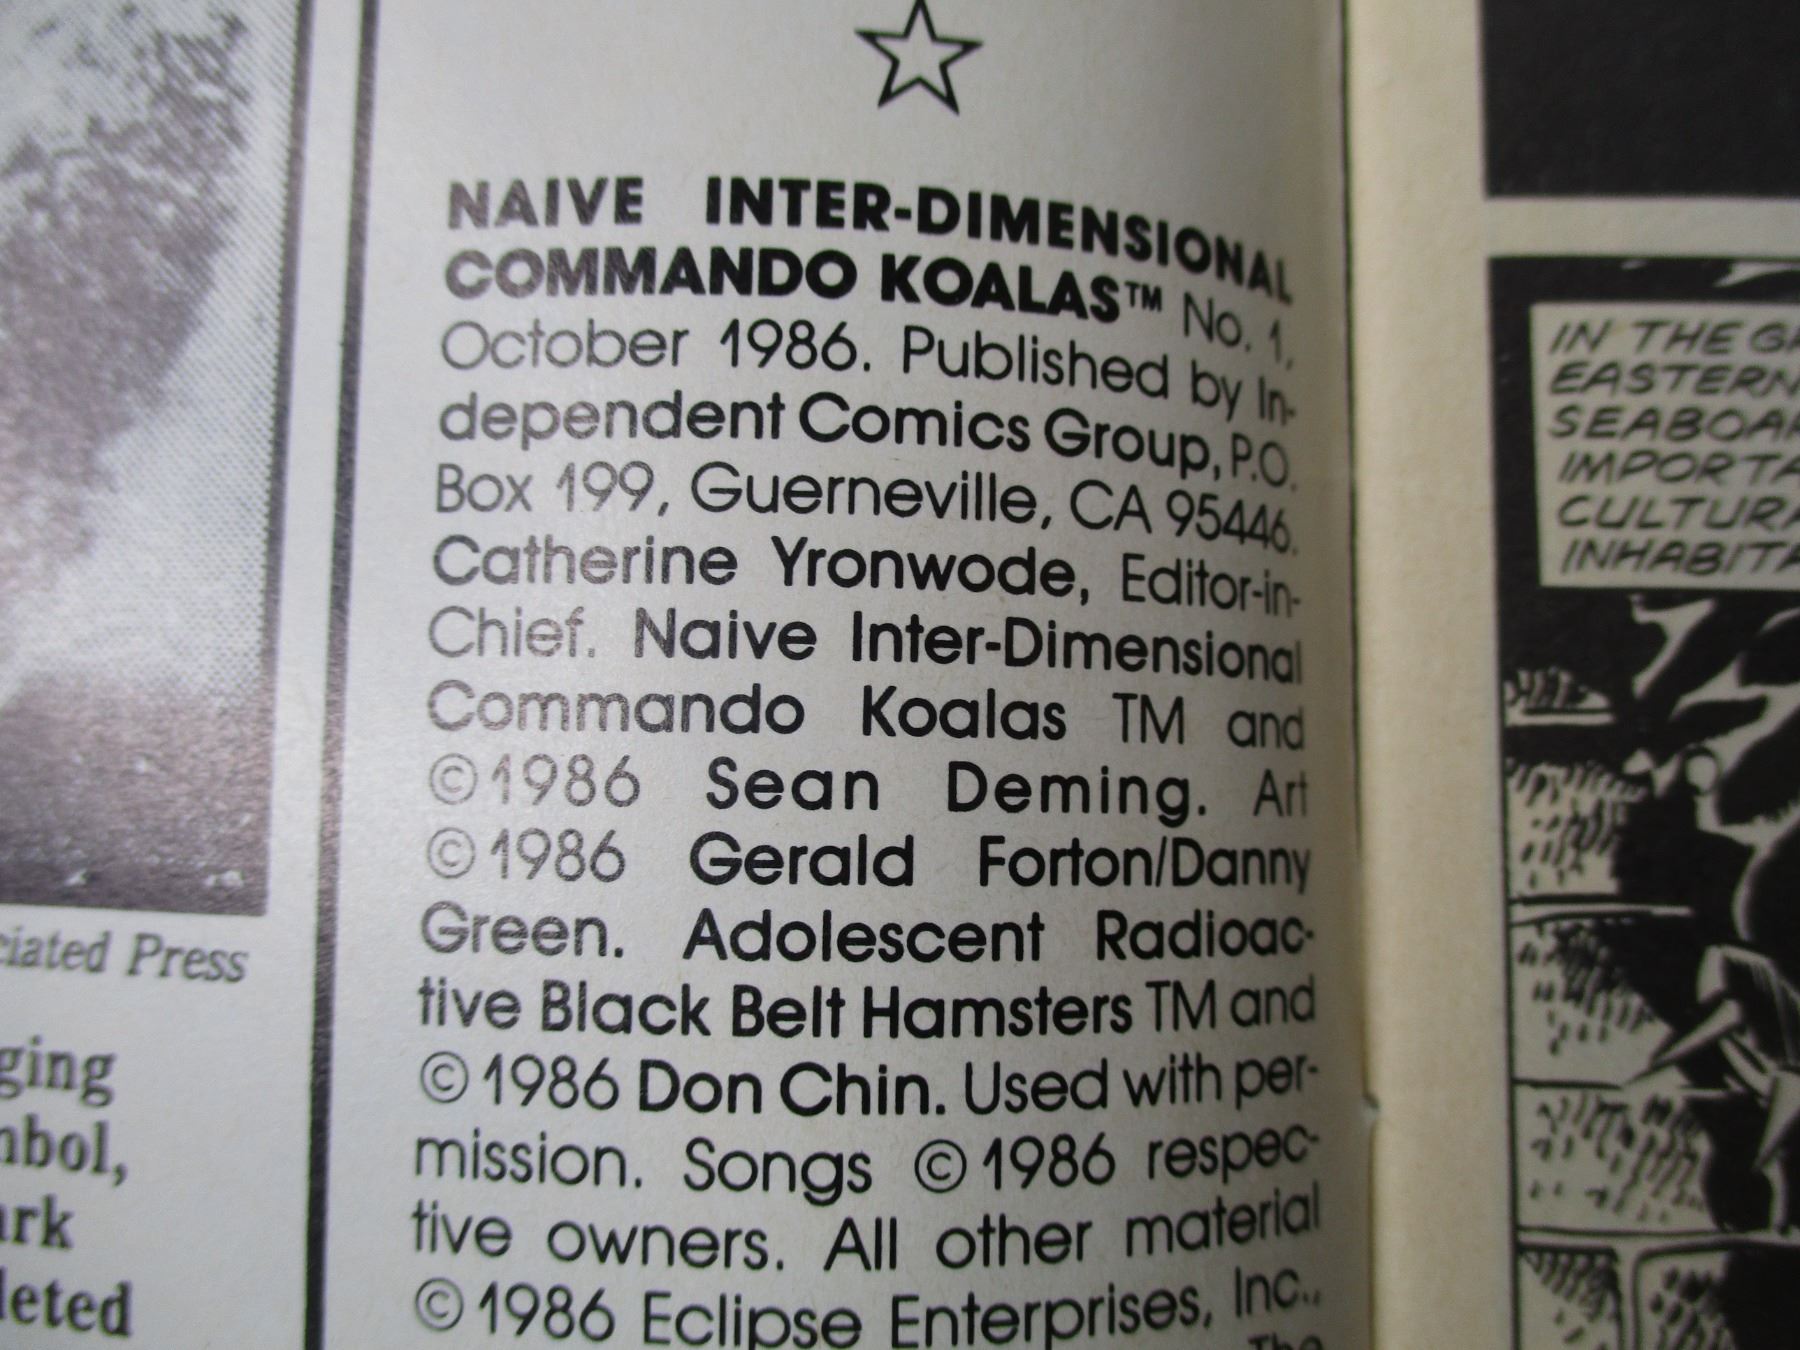 NAIVE INTER-DIMENSIONAL
COMMANDO KOALAS™ No. 1,
October 1986. Published by In-
dependent Comics Group, P.O.
Box 199, Guerneville, CA 95446.
Catherine Yronwode, Editor-in-
Chief. Naive Inter-Dimensional
Commando Koalas TM and
©1986 Sean Deming. Art
©1986 Gerald Forton/Danny
Green. Adolescent Radioac-
tive Black Belt Hamsters TM and
©1986 Don Chin. Used with per-
mission. Songs ©1986 respec-
tive owners. All other material
©1986 Eclipse Enterprises, Inc.,
The
ciated Press
ging
mbol,
ark
leted
IN THE GR
EASTERN
SEABOAR
IMPORTA
CULTURA
INHABITA